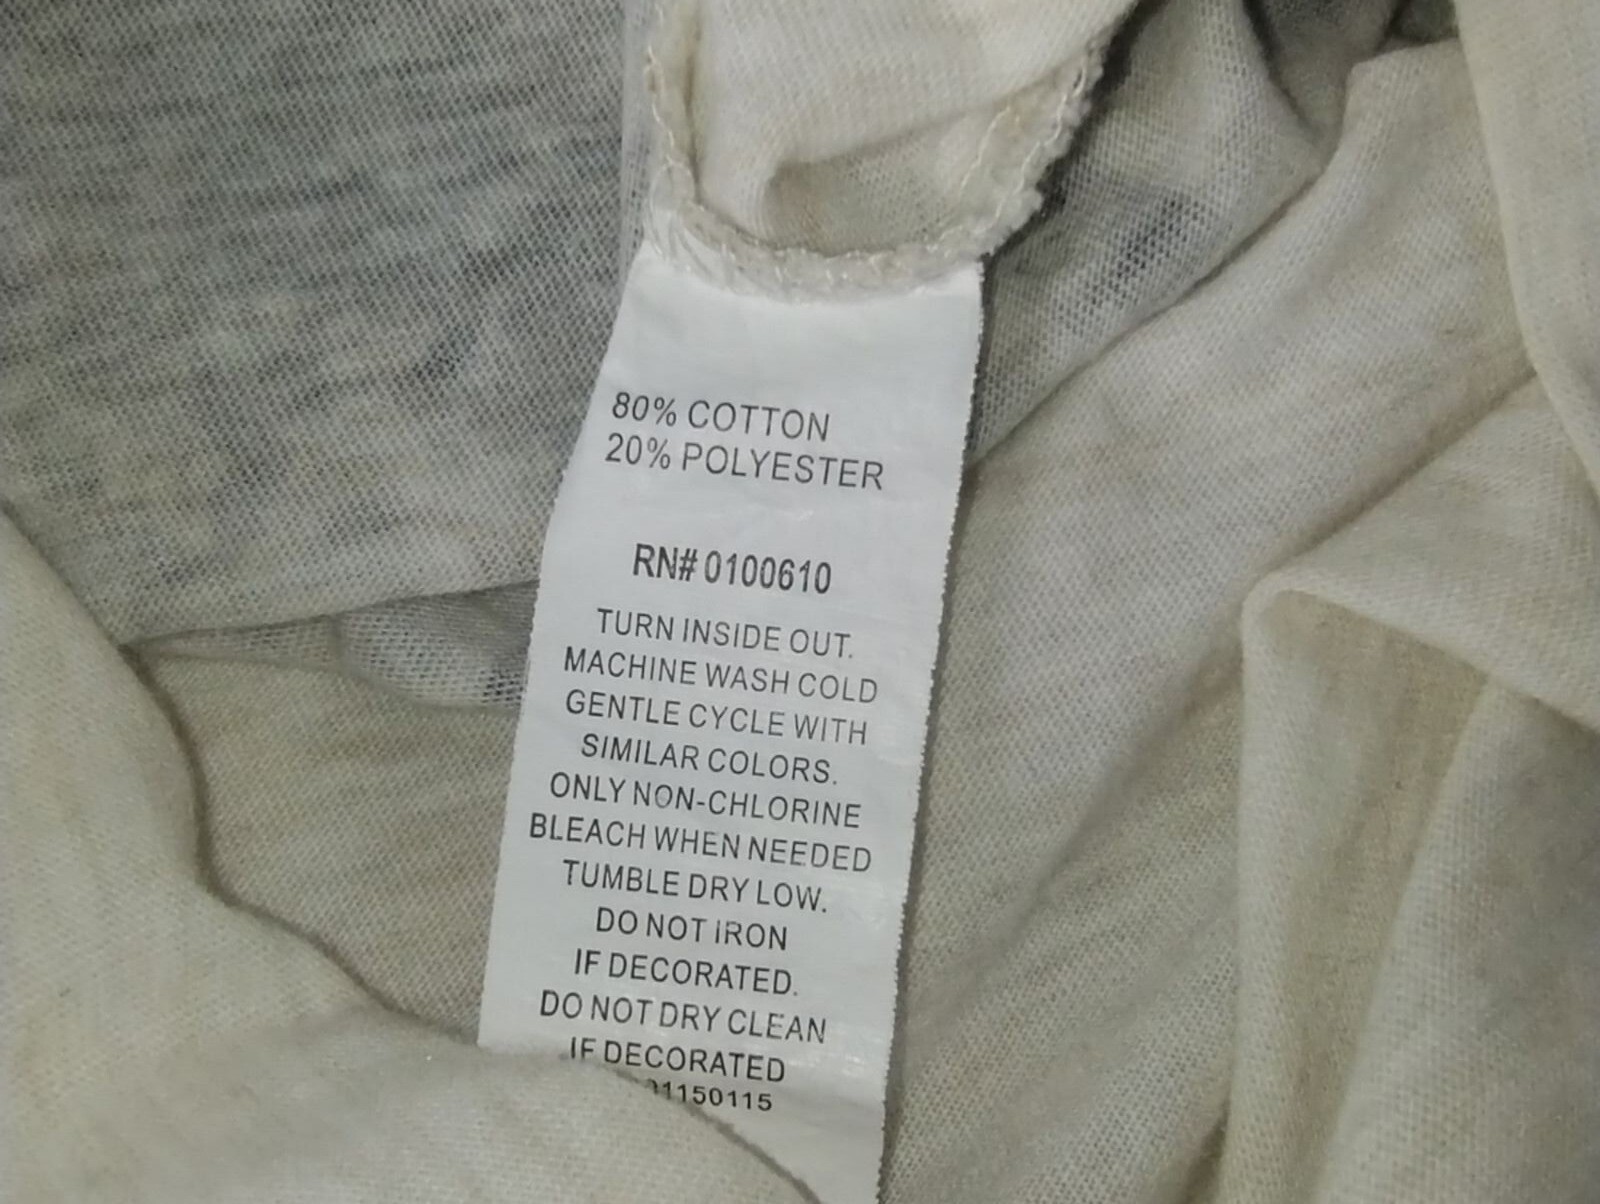 80% COTTON
20% POLYESTER
RN# 0100610
TURN INSIDE OUT.
MACHINE WASH COLD
GENTLE CYCLE WITH
SIMILAR COLORS.
ONLY NON-CHLORINE
BLEACH WHEN NEEDED
TUMBLE DRY LOW.
DO NOT IRON
IF DECORATED.
DO NOT DRY CLEAN
IF DECORATED